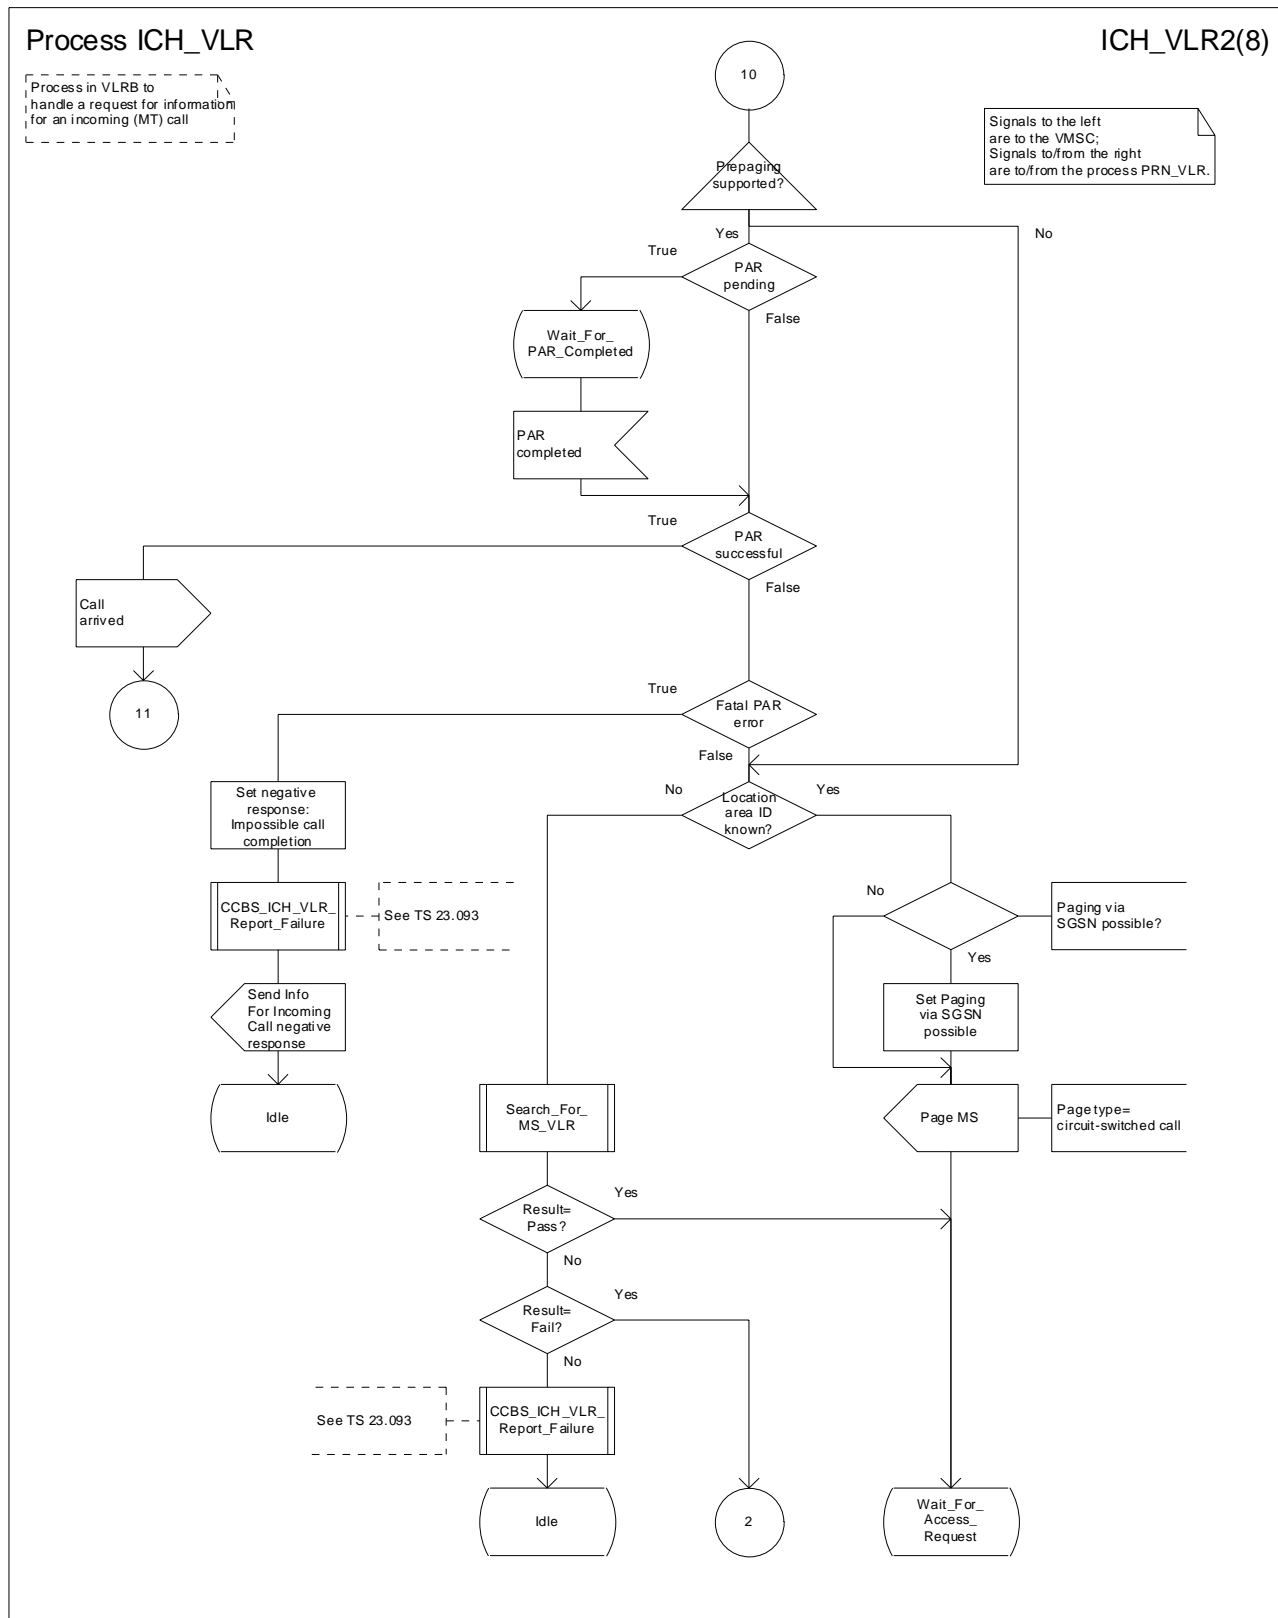 Process ICH_VLR
ICH_VLR2(8)
Process in VLRB to
handle a request for information
for an incoming (MT) call
10
Signals to the left
are to the VMSC;
Signals to/from the right
are to/from the process PRN_VLR.
Prepaging
supported?
Yes
No
True
PAR
pending
False
Wait_For_
PAR_Completed
PAR
completed
True
PAR
successful
False
Call
arrived
11
True
Fatal PAR
error
False
No
Location
area ID
known?
Yes
Set negative
response:
Impossible call
completion
CCBS_ICH_VLR_
Report_Failure
See TS 23.093
No
Paging via
SGSN possible?
Yes
Send Info
For Incoming
Call negative
response
Set Paging
via SGSN
possible
Idle
Search_For_
MS_VLR
Page MS
Page type=
circuit-switched call
Result=
Pass?
Yes
No
Result=
Fail?
Yes
No
See TS 23.093
CCBS_ICH_VLR_
Report_Failure
Idle
2
Wait_For_
Access_
Request